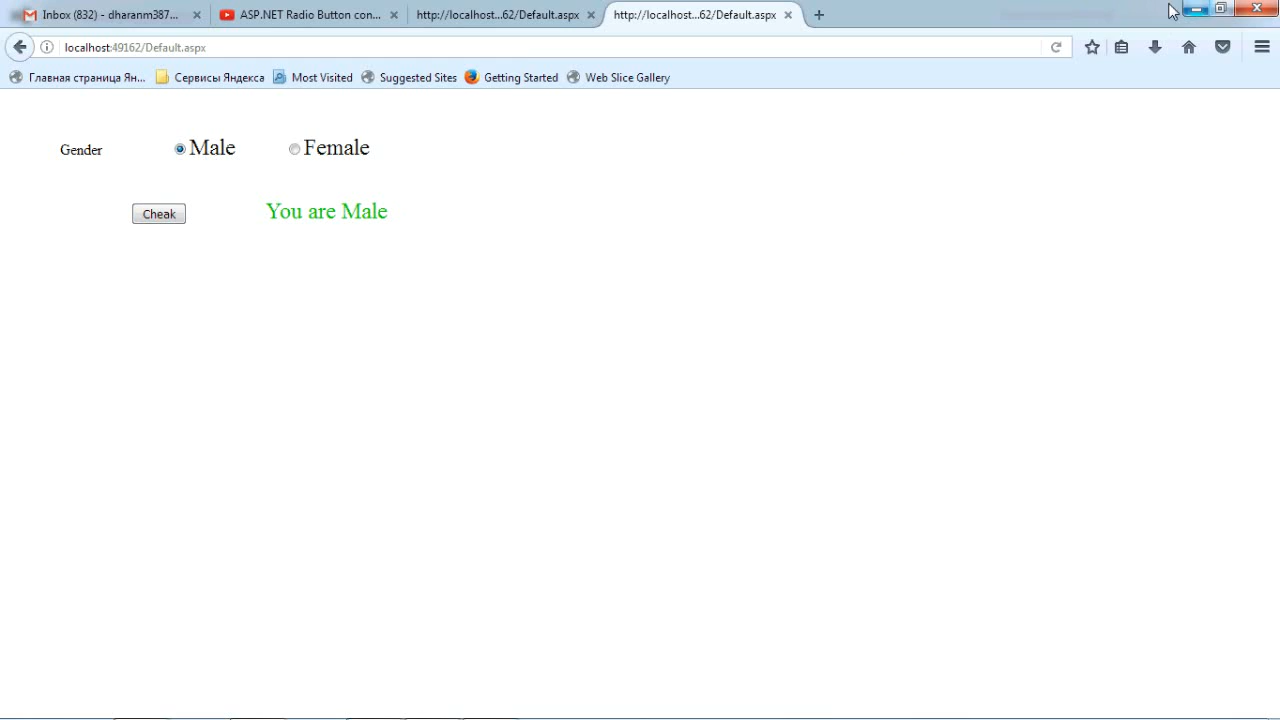 Inbox (832) - dharanm387...
ASP.NET Radio Button con...
http://localhost...62/Default.aspx
http://localhost...62/Default.aspx
localhost:49162/Default.aspx
Главная страница Ян...
Сервисы Яндекса
Most Visited
Suggested Sites
Getting Started
Web Slice Gallery
Gender
Male
Female
Cheak
You are Male